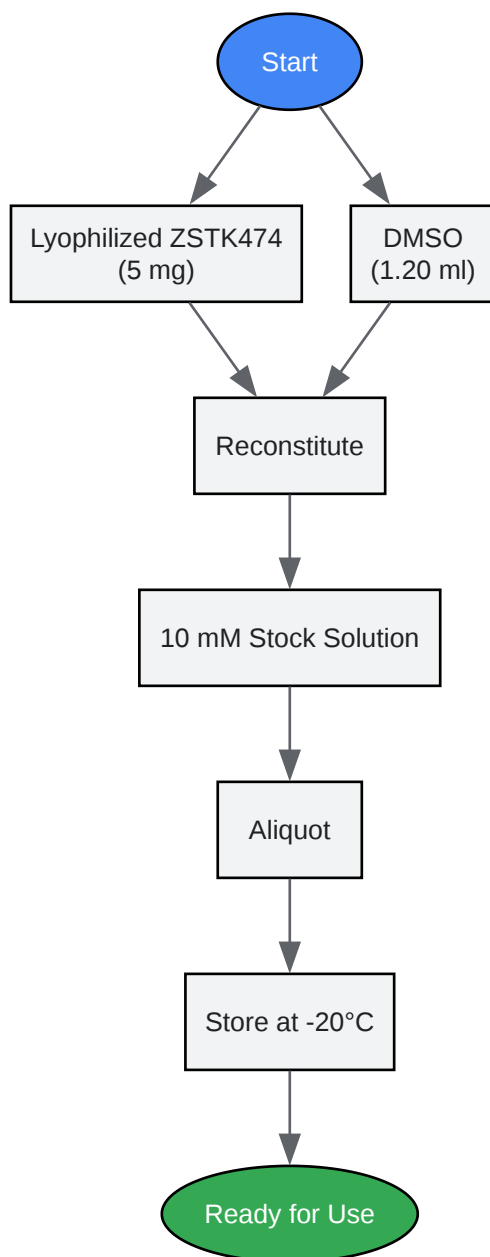 Start
Lyophilized ZSTK474
(5 mg)
DMSO
(1.20 ml)
Reconstitute
10 mM Stock Solution
Aliquot
Store at -20°C
Ready for Use